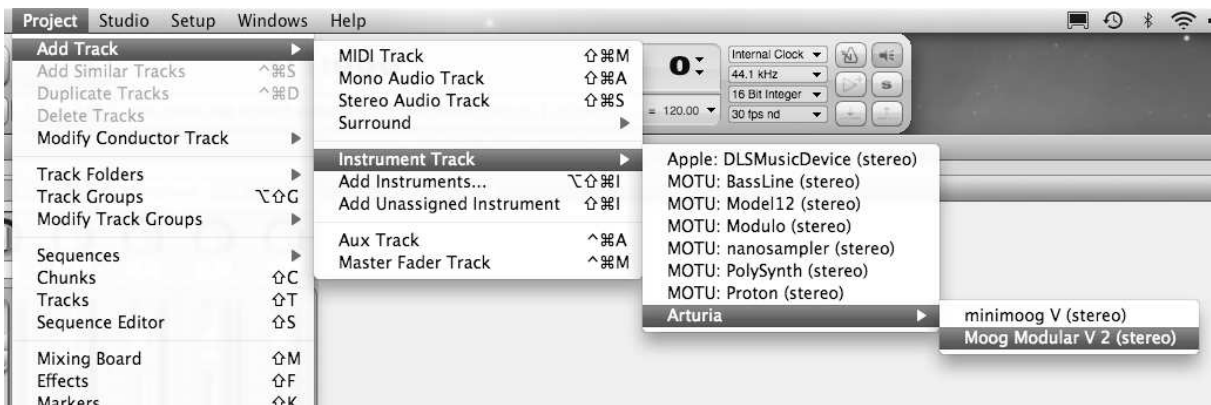 Project Studio Setup Windows Help
Add Track
Add Similar Tracks ^⌘S
Duplicate Tracks ^⌘D
Delete Tracks
Modify Conductor Track
Track Folders
Track Groups ⌥⇧G
Modify Track Groups
Sequences
Chunks ⇧C
Tracks ⇧T
Sequence Editor ⇧S
Mixing Board ⇧M
Effects ⇧F
Markers ⇧K
MIDI Track ⇧⌘M
Mono Audio Track ⇧⌘A
Stereo Audio Track ⇧⌘S
Surround
Instrument Track
Add Instruments... ⌥⇧⌘I
Add Unassigned Instrument ⇧⌘I
Aux Track ^⌘A
Master Fader Track ^⌘M
0:
= 120.00
Internal Clock
44.1 kHz
16 Bit Integer
30 fps nd
S
Apple: DLSMusicDevice (stereo)
MOTU: BassLine (stereo)
MOTU: Model12 (stereo)
MOTU: Modulo (stereo)
MOTU: nanosampler (stereo)
MOTU: PolySynth (stereo)
MOTU: Proton (stereo)
Arturia
minimoog V (stereo)
Moog Modular V 2 (stereo)